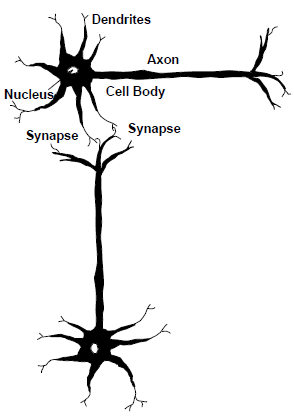 Dendrites
Axon
Nucleus
Cell Body
Synapse
Synapse